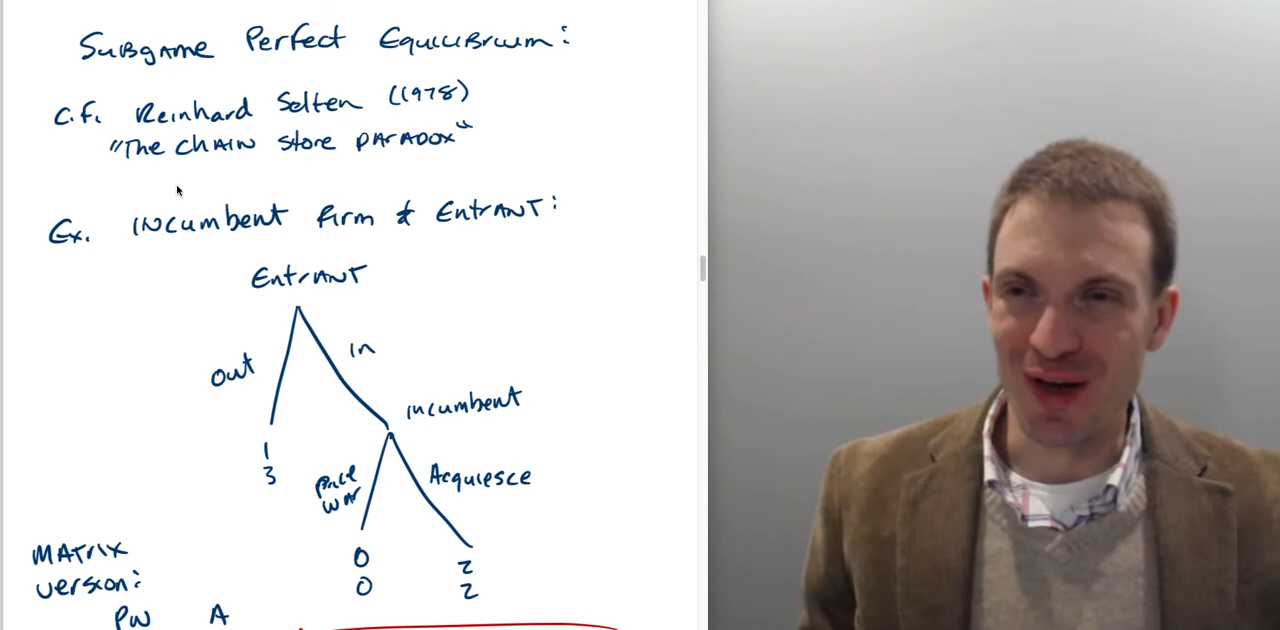 Subgame Perfect Equilibrium:
c.f. Reinhard Selten (1978)
"The Chain Store Paradox"
Ex. Incumbent Firm & Entrant:
Entrant
out
in
Incumbent
1
3
Price
War
Acquiesce
0
0
2
2
Matrix
Version:
PW A